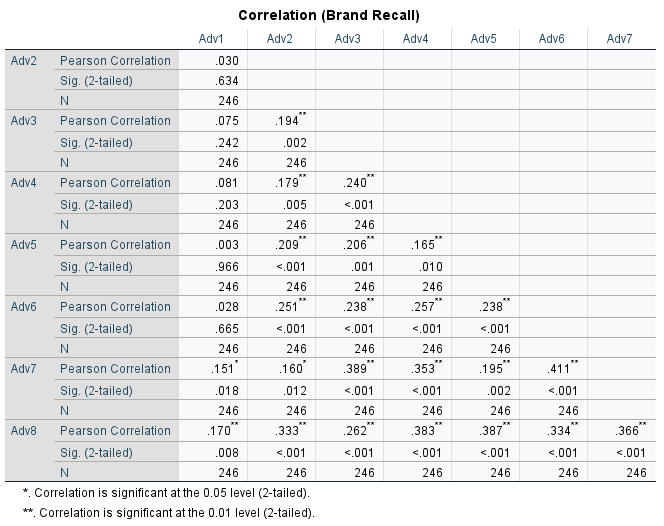 Correlation (Brand Recall)
Adv1 Adv2 Adv3 Adv4 Adv5 Adv6 Adv7
Adv2 Pearson Correlation .030
Sig. (2-tailed) .634
N 246
Adv3 Pearson Correlation .075 .194**
Sig. (2-tailed) .242 .002
N 246 246
Adv4 Pearson Correlation .081 .179** .240**
Sig. (2-tailed) .203 .005 <.001
N 246 246 246
Adv5 Pearson Correlation .003 .209** .206** .165**
Sig. (2-tailed) .966 <.001 .001 .010
N 246 246 246 246
Adv6 Pearson Correlation .028 .251** .238** .257** .238**
Sig. (2-tailed) .665 <.001 <.001 <.001 <.001
N 246 246 246 246 246
Adv7 Pearson Correlation .151* .160* .389** .353** .195** .411**
Sig. (2-tailed) .018 .012 <.001 <.001 .002 <.001
N 246 246 246 246 246 246
Adv8 Pearson Correlation .170** .333** .262** .383** .387** .334** .366**
Sig. (2-tailed) .008 <.001 <.001 <.001 <.001 <.001 <.001
N 246 246 246 246 246 246 246
*. Correlation is significant at the 0.05 level (2-tailed).
**. Correlation is significant at the 0.01 level (2-tailed).